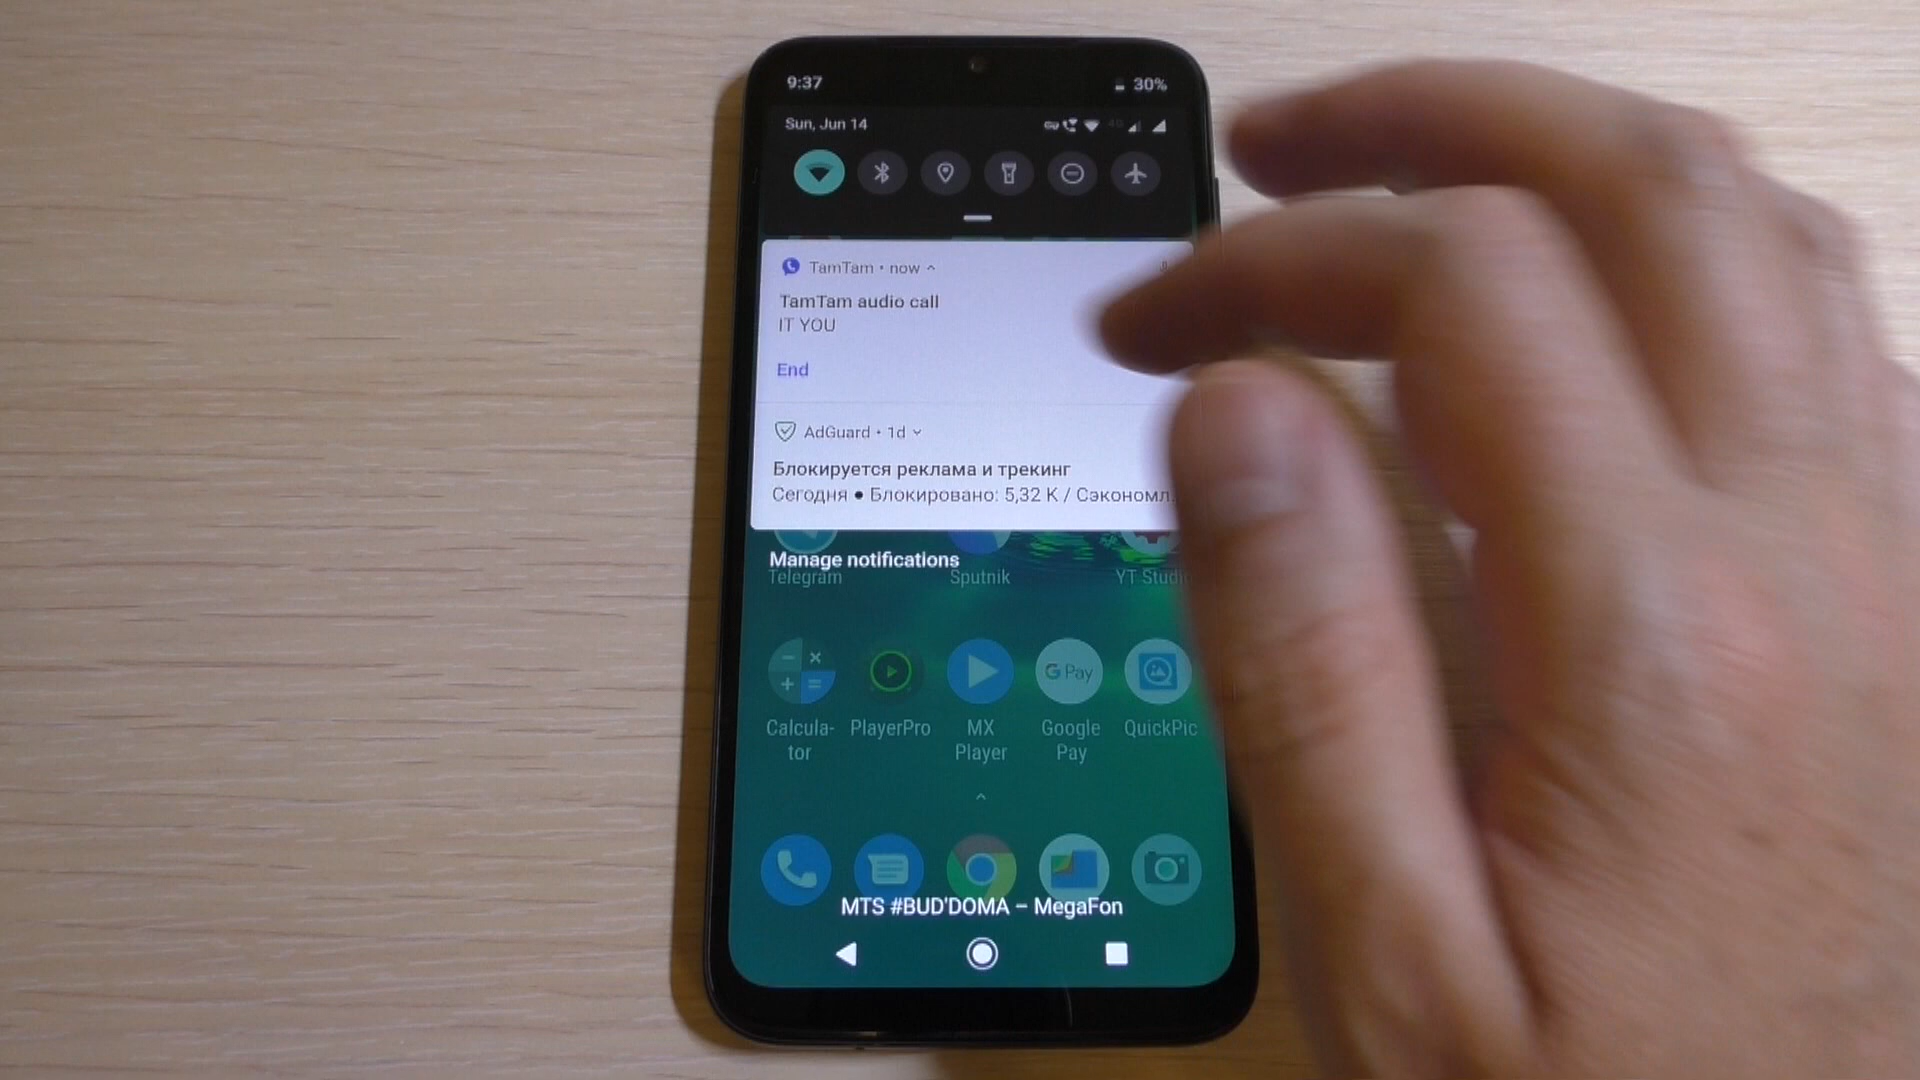 9:37
30%
Sun, Jun 14
4G
TamTam • now
TamTam audio call
IT YOU
End
AdGuard • 1d
Блокируется реклама и трекинг
Сегодня ● Блокировано: 5,32 K / Сэкономл...
Manage notifications
Telegram
Sputnik
YT Studi
G Pay
Calcula-
tor
PlayerPro
MX
Player
Google
Pay
QuickPic
MTS #BUD'DOMA – MegaFon